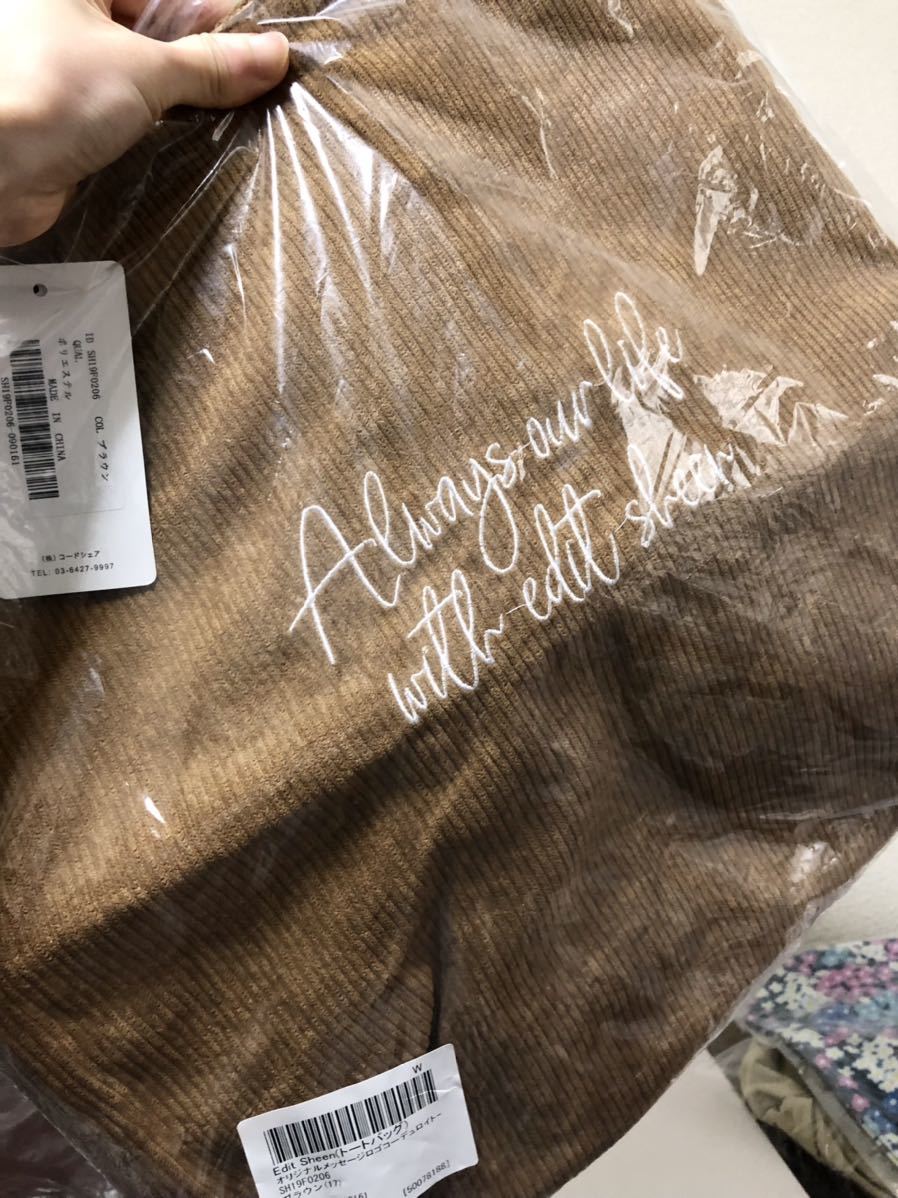 ID SH19F0206 COL ブラウン
QUAL
ポリエステル
MADE IN CHINA
SH19F0206-000161
(株)コードシェア
TEL: 03-6427-9997
Always our life
with edit sheen
W
Edit Sheen(トートバッグ)
オリジナルメッセージロゴコーデュロイトー
SH19F0206
ブラウン(17)
[50078188]